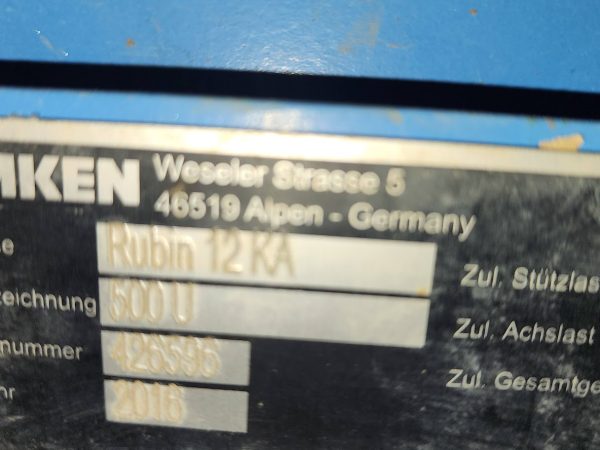 MKEN Weseler Strasse 5
46519 Alpen - Germany
e Rubin 12 KA
Zul. Stützlas
zeichnung 500 U
Zul. Achslast
nummer 426596
Zul. Gesamtge
hr 2016